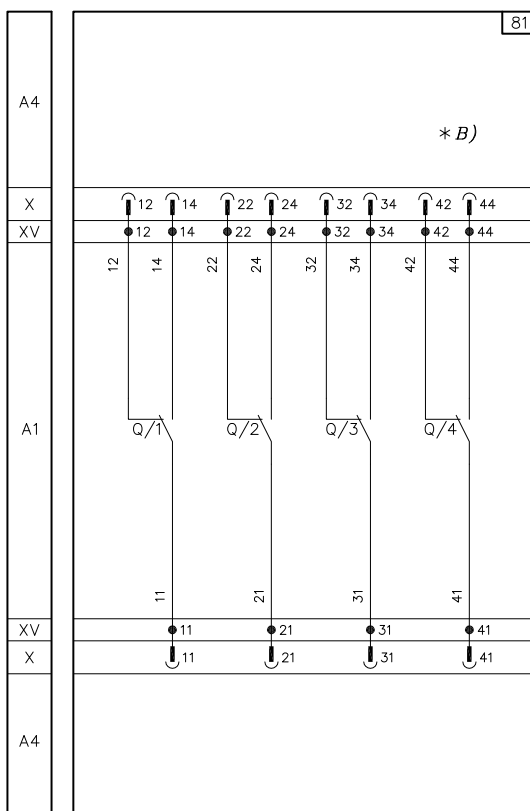 81
A4
*B)
X 12 14 22 24 32 34 42 44
XV 12 14 22 24 32 34 42 44
12 14 22 24 32 34 42 44
A1 Q/1 Q/2 Q/3 Q/4
11 21 31 41
XV 11 21 31 41
X 11 21 31 41
A4